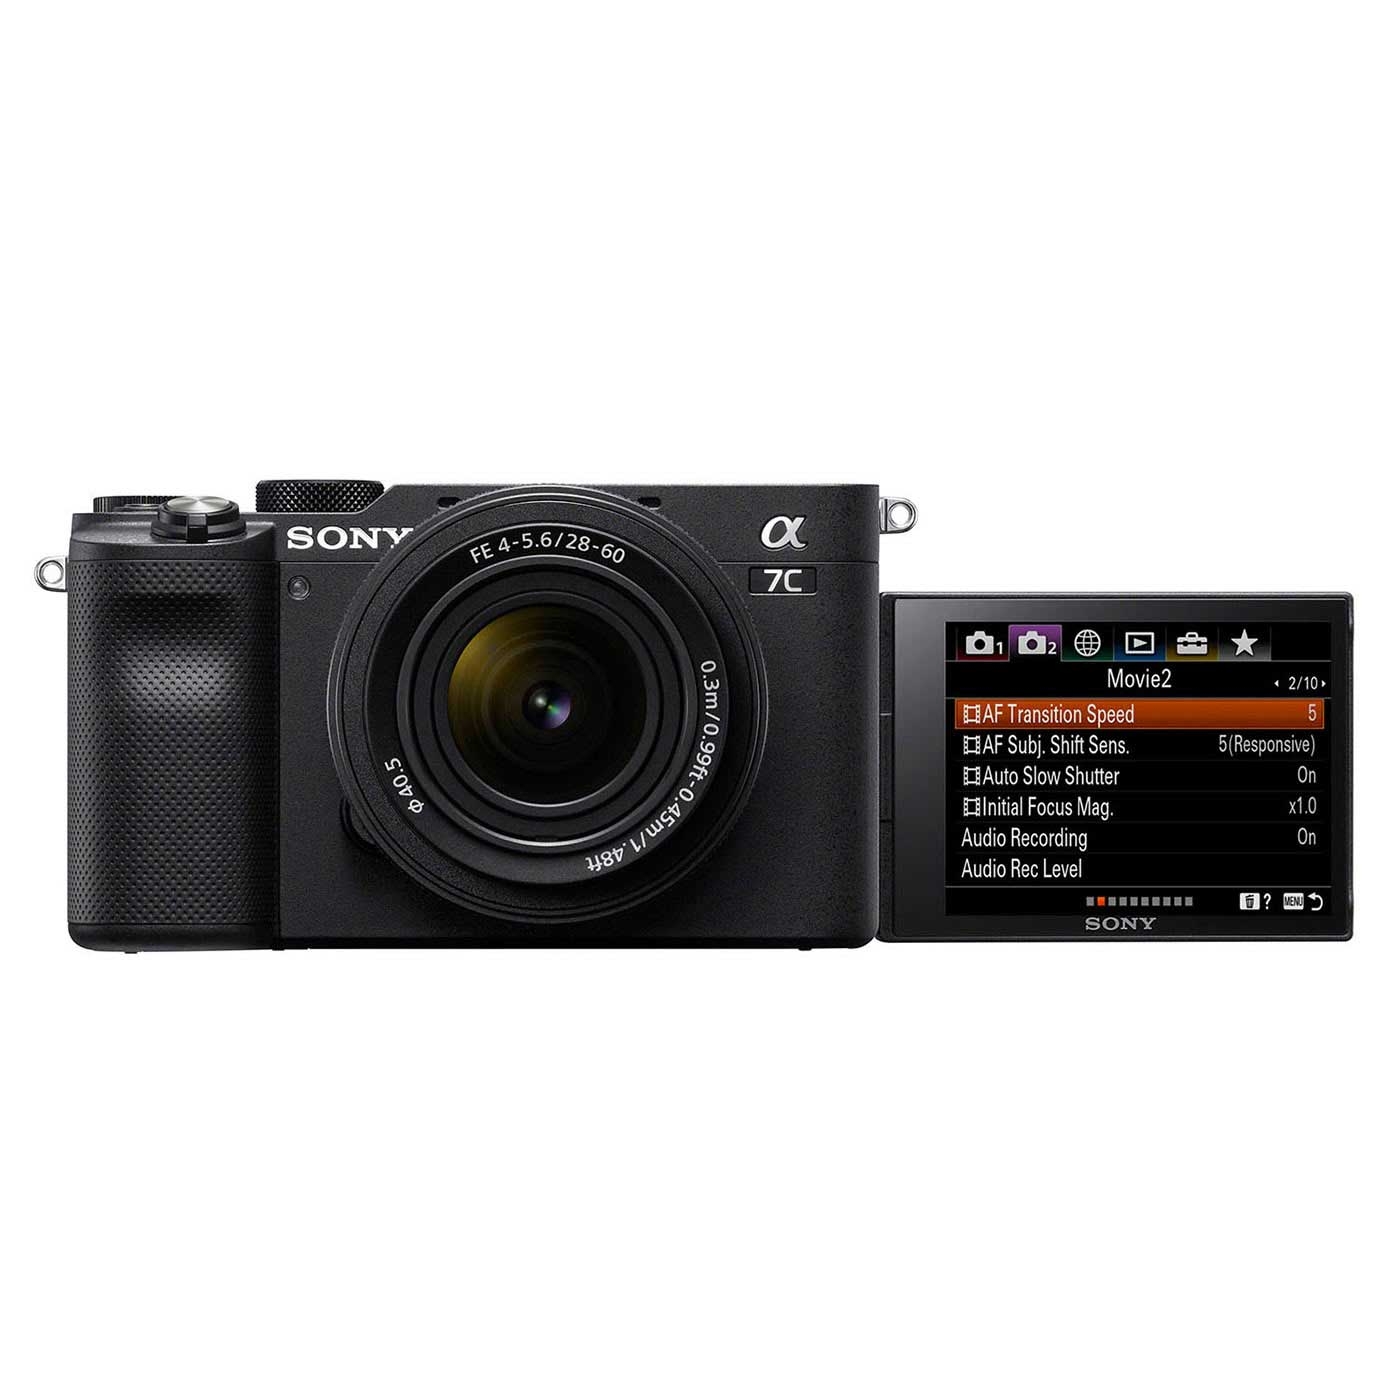 SONY
α
7C
FE 4-5.6/28-60
0.3m/0.99ft-0.45m/1.48ft
φ40.5
1 2
Movie2
2/10
AF Transition Speed 5
AF Subj. Shift Sens. 5(Responsive)
Auto Slow Shutter On
Initial Focus Mag. x1.0
Audio Recording On
Audio Rec Level
? MENU
SONY